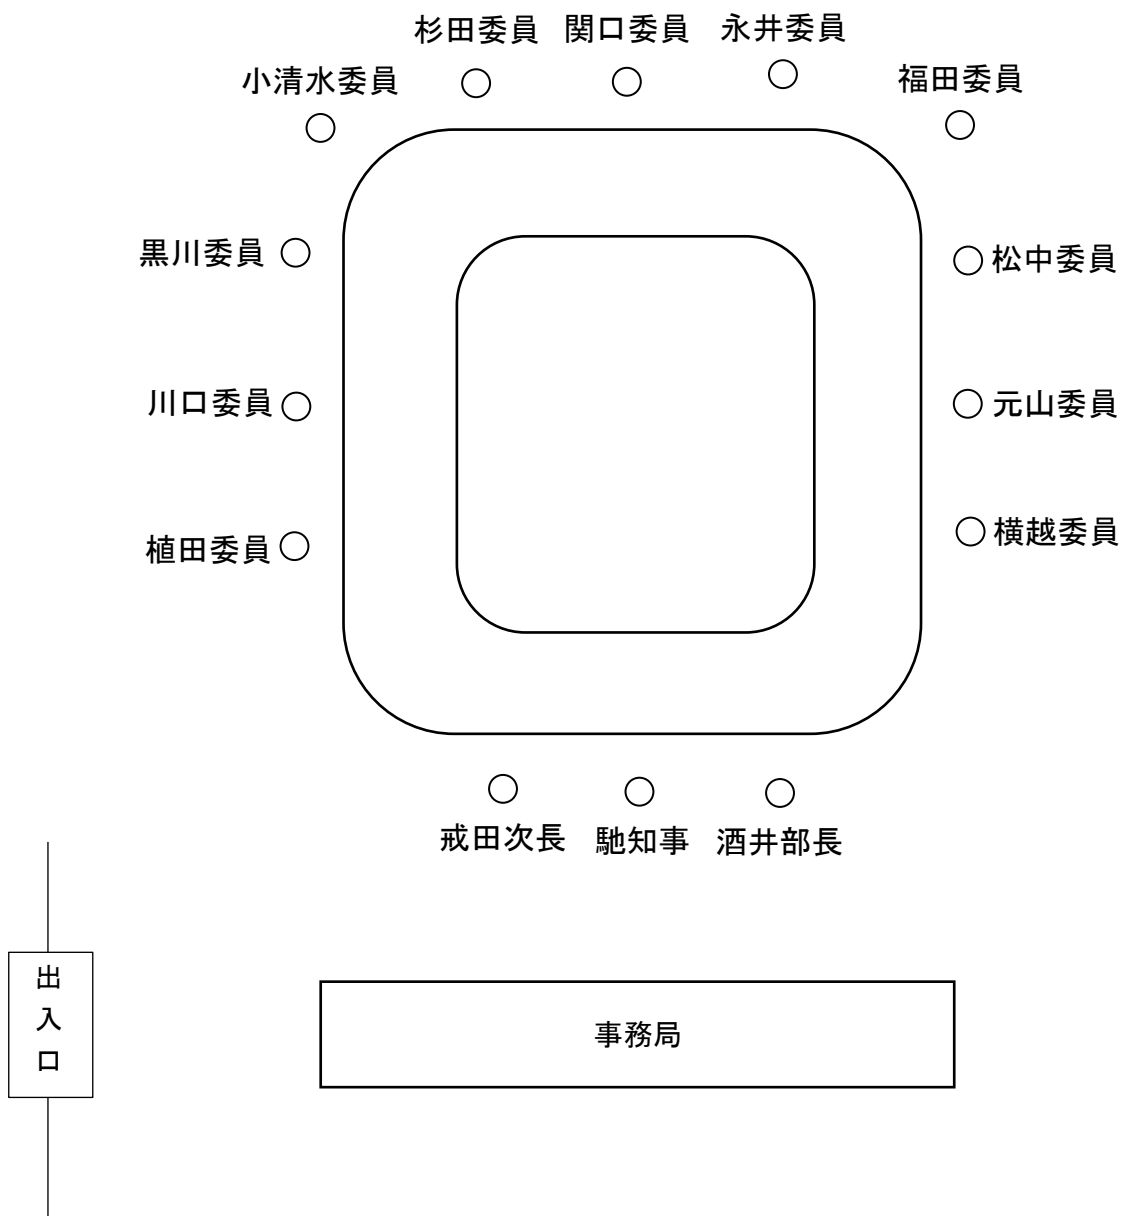 杉田委員
関口委員
永井委員
小清水委員
福田委員
黒川委員
松中委員
川口委員
元山委員
植田委員
横越委員
戒田次長
馳知事
酒井部長
出入口
事務局